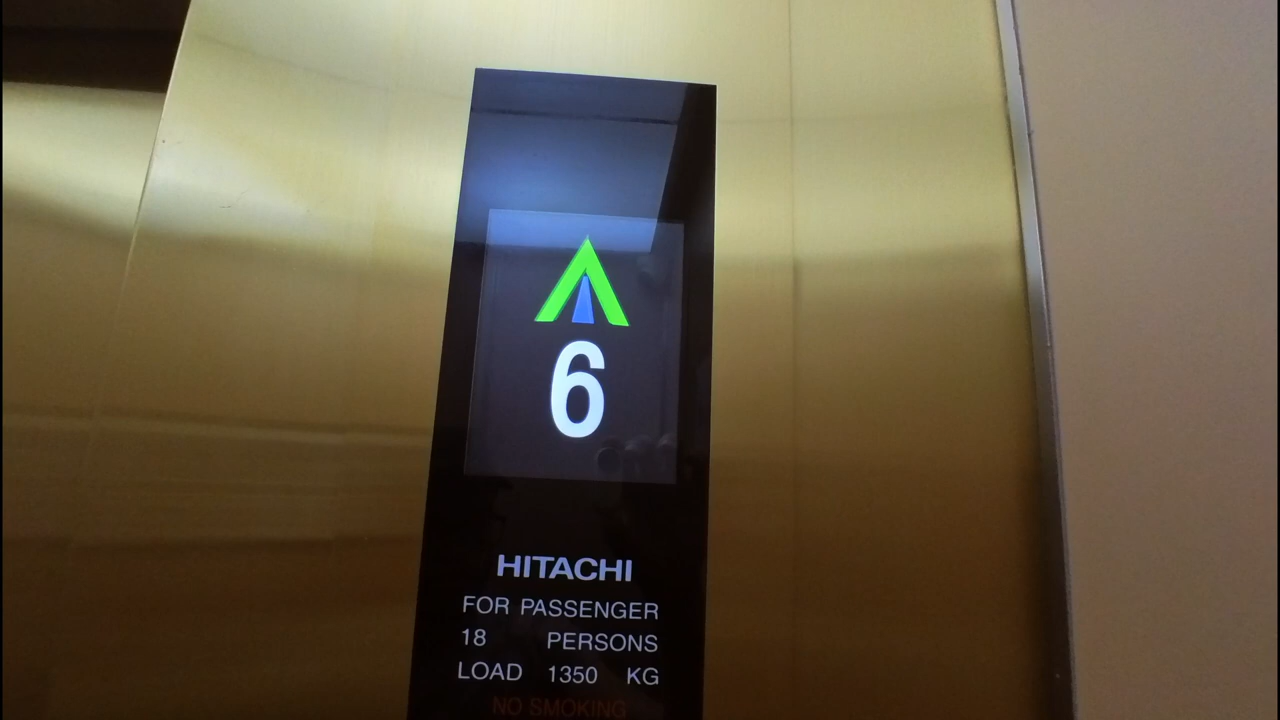 6
HITACHI
FOR PASSENGER
18 PERSONS
LOAD 1350 KG
NO SMOKING